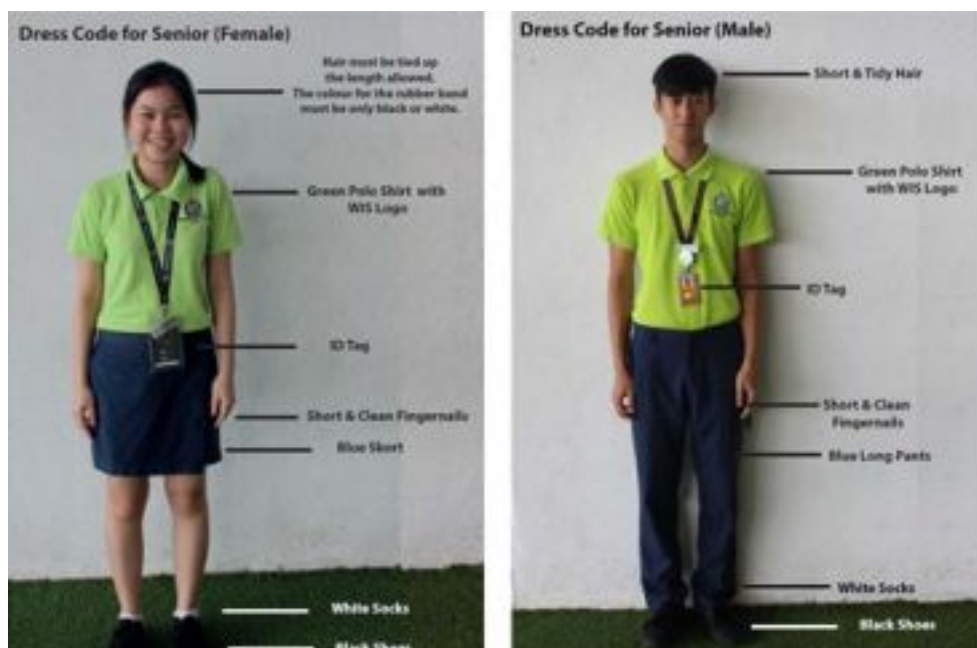 Dress Code for Senior (Female)
Hair must be tied up
the length allowed.
The colour for the rubber band
must be only black or white.
Green Polo Shirt with
WIS Logo
ID Tag
Short & Clean Fingernails
Blue Skort
White Socks
Black Shoes
Dress Code for Senior (Male)
Short & Tidy Hair
Green Polo Shirt
with WIS Logo
ID Tag
Short & Clean
Fingernails
Blue Long Pants
White Socks
Black Shoes